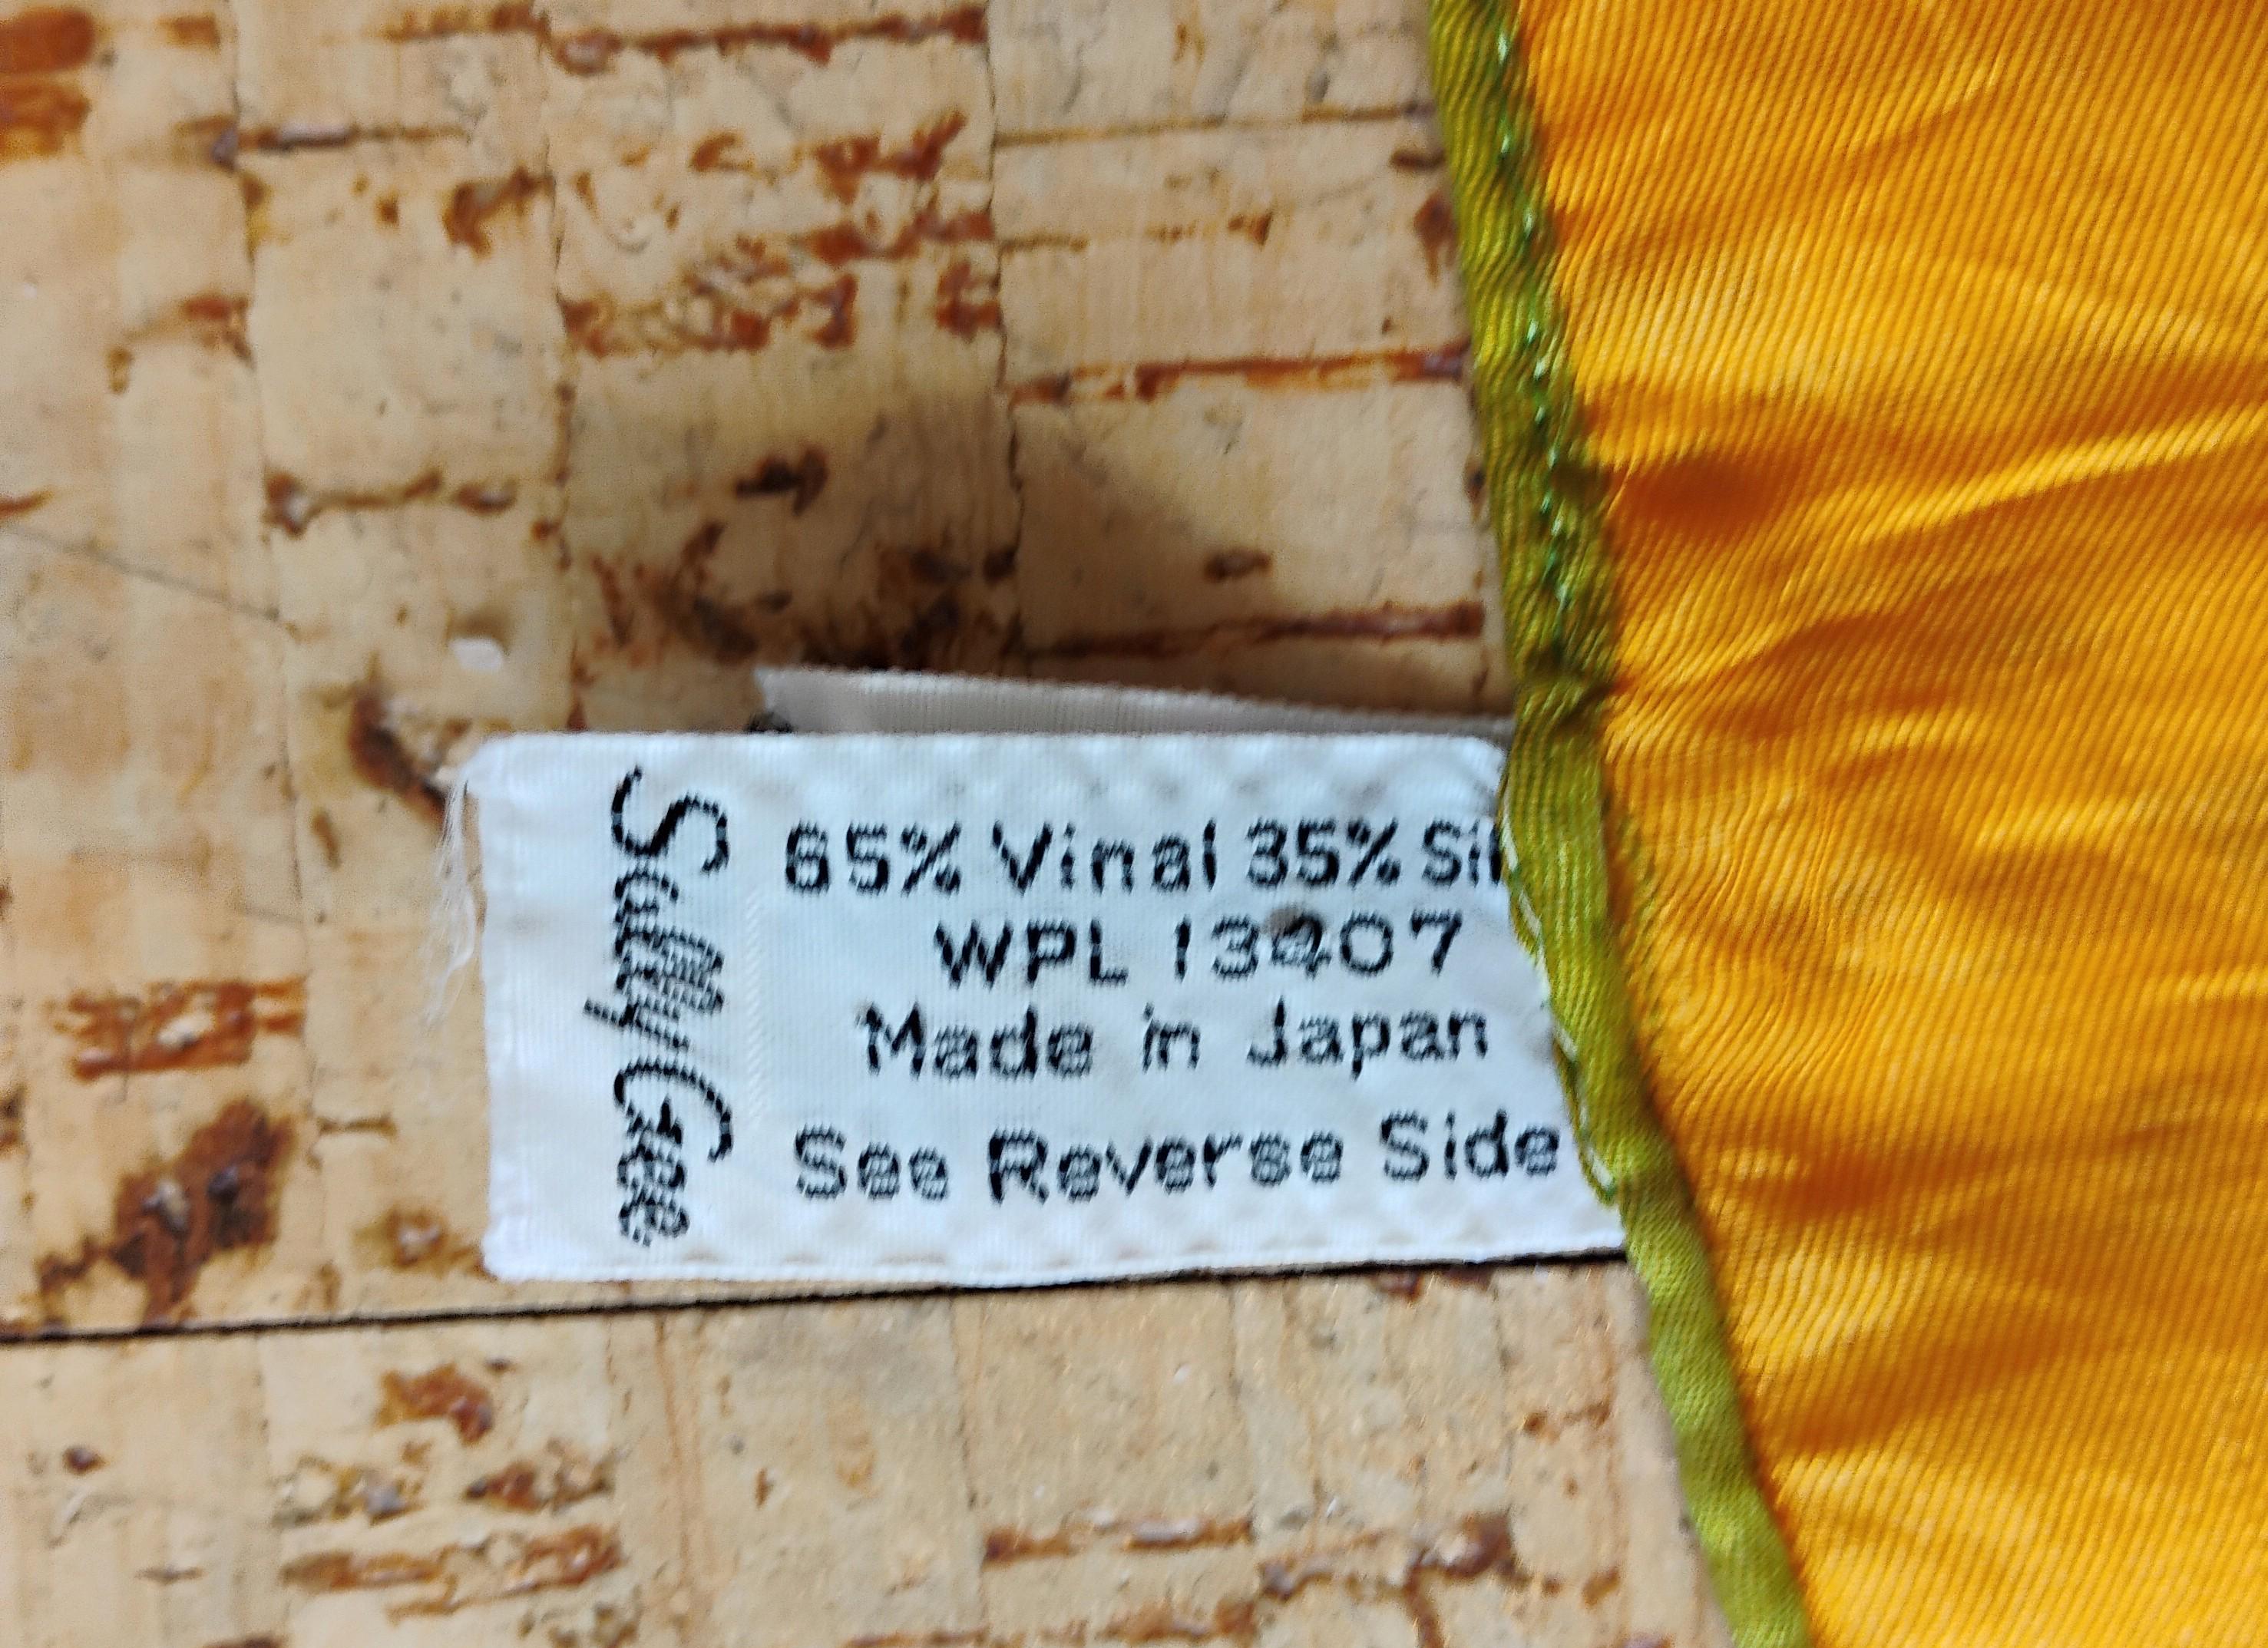 Sally Gee
65% Vinal 35% Sil
WPL 13407
Made in Japan
See Reverse Side